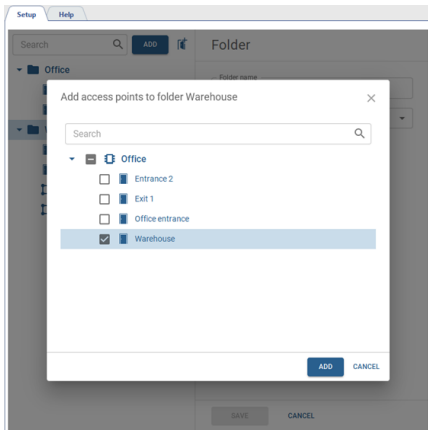 Setup Help
Search ADD Folder
Folder name
Office
Add access points to folder Warehouse
Search
Office
Entrance 2
Exit 1
Office entrance
Warehouse
ADD CANCEL
SAVE CANCEL